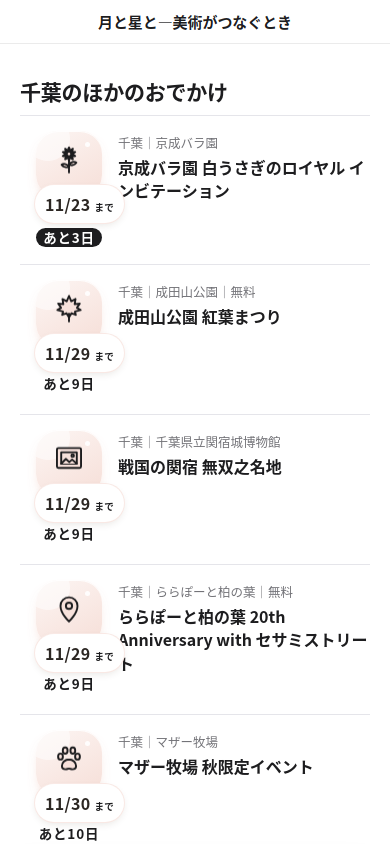 月と星と―美術がつなぐとき
千葉のほかのおでかけ
千葉｜京成バラ園
京成バラ園 白うさぎのロイヤル イ
ンビテーション
11/23 まで
あと3日
千葉｜成田山公園｜無料
成田山公園 紅葉まつり
11/29 まで
あと9日
千葉｜千葉県立関宿城博物館
戦国の関宿 無双之名地
11/29 まで
あと9日
千葉｜ららぽーと柏の葉｜無料
ららぽーと柏の葉 20th
Anniversary with セサミストリー
ト
11/29 まで
あと9日
千葉｜マザー牧場
マザー牧場 秋限定イベント
11/30 まで
あと10日